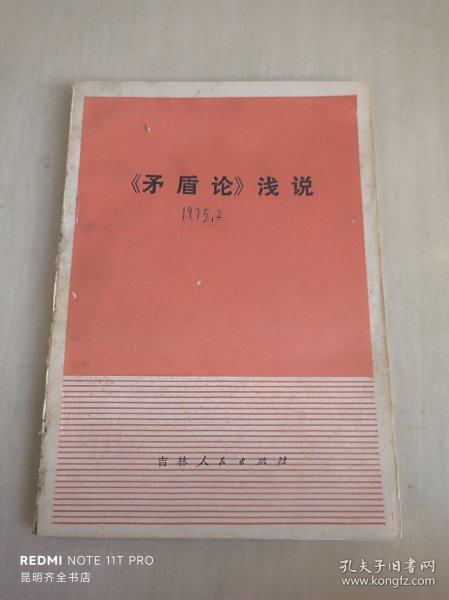 《矛盾论》浅说
1975,2
吉林人民出版社
REDMI NOTE 11T PRO
昆明齐全书店
孔夫子旧书网
www.kongfz.com